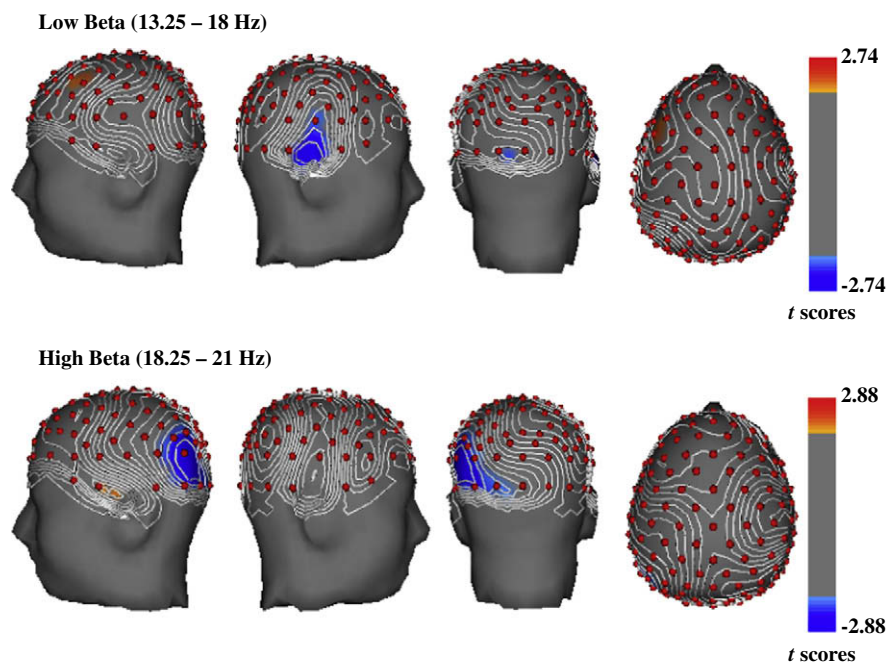 Low Beta (13.25 – 18 Hz)
2.74
-2.74
t scores
High Beta (18.25 – 21 Hz)
2.88
-2.88
t scores